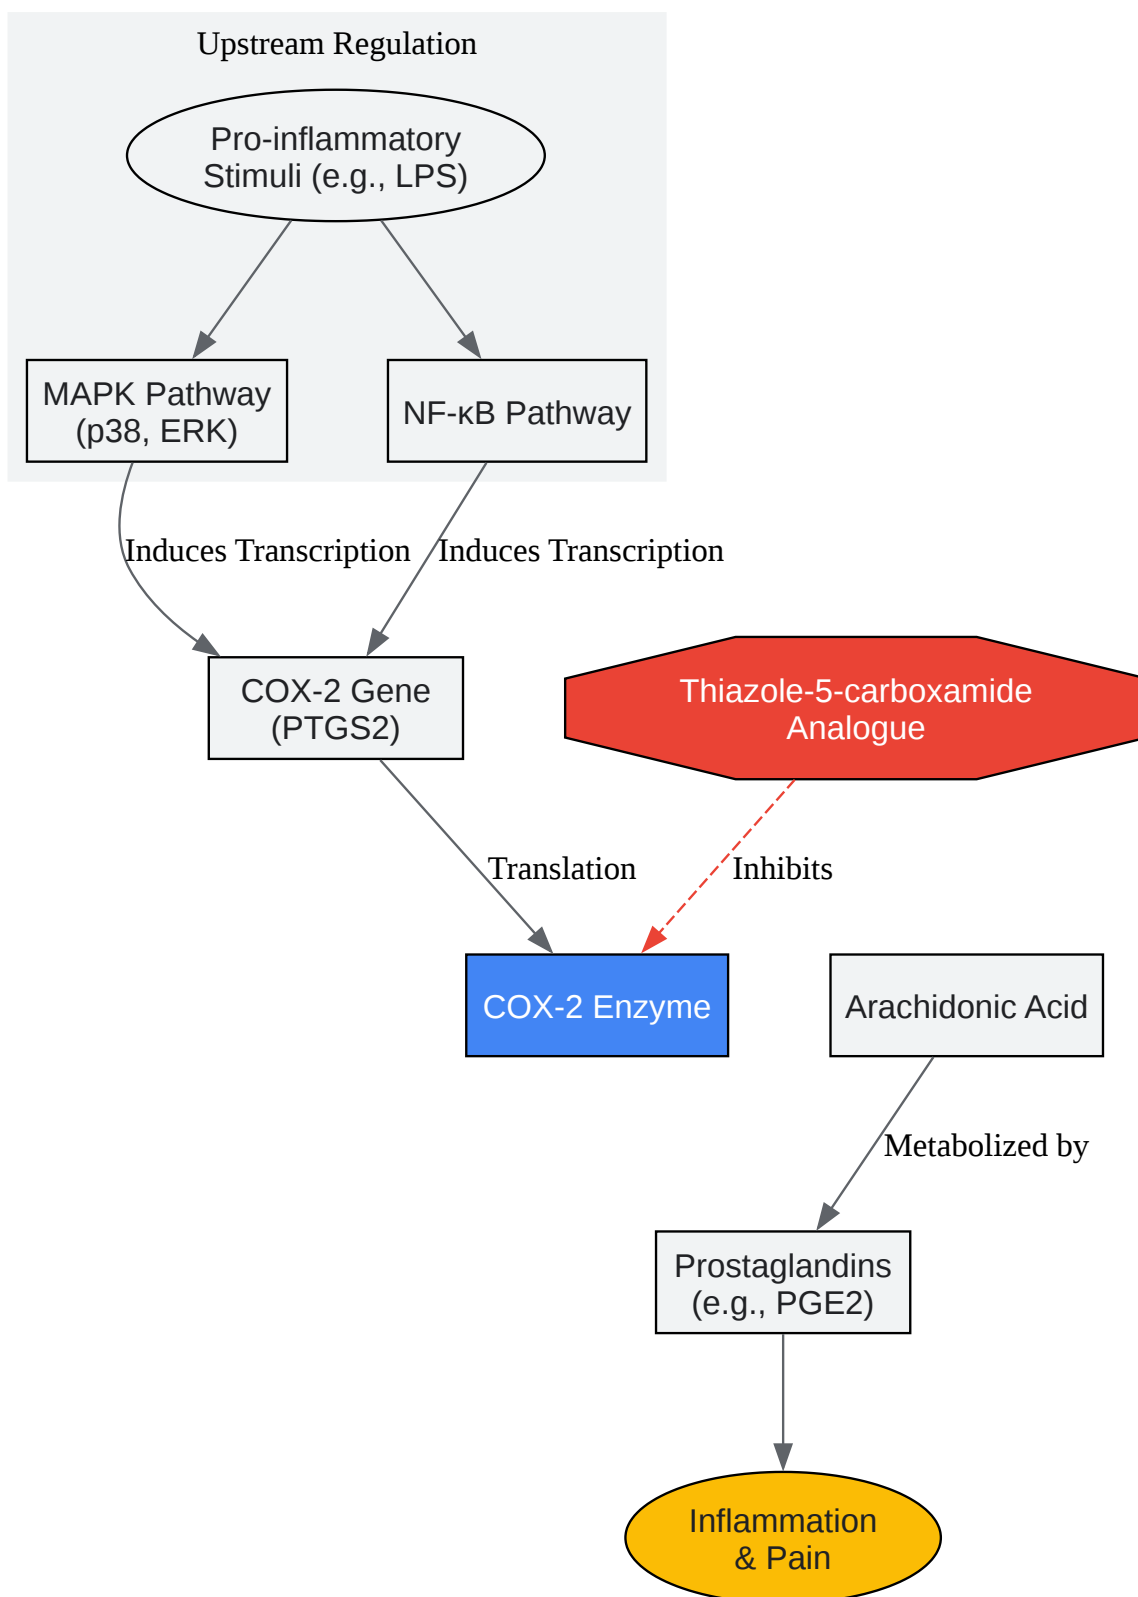 Upstream Regulation
Pro-inflammatory
Stimuli (e.g., LPS)
MAPK Pathway
(p38, ERK)
NF-κB Pathway
Induces Transcription
Induces Transcription
COX-2 Gene
(PTGS2)
Thiazole-5-carboxamide
Analogue
Translation
Inhibits
COX-2 Enzyme
Arachidonic Acid
Metabolized by
Prostaglandins
(e.g., PGE2)
Inflammation
& Pain